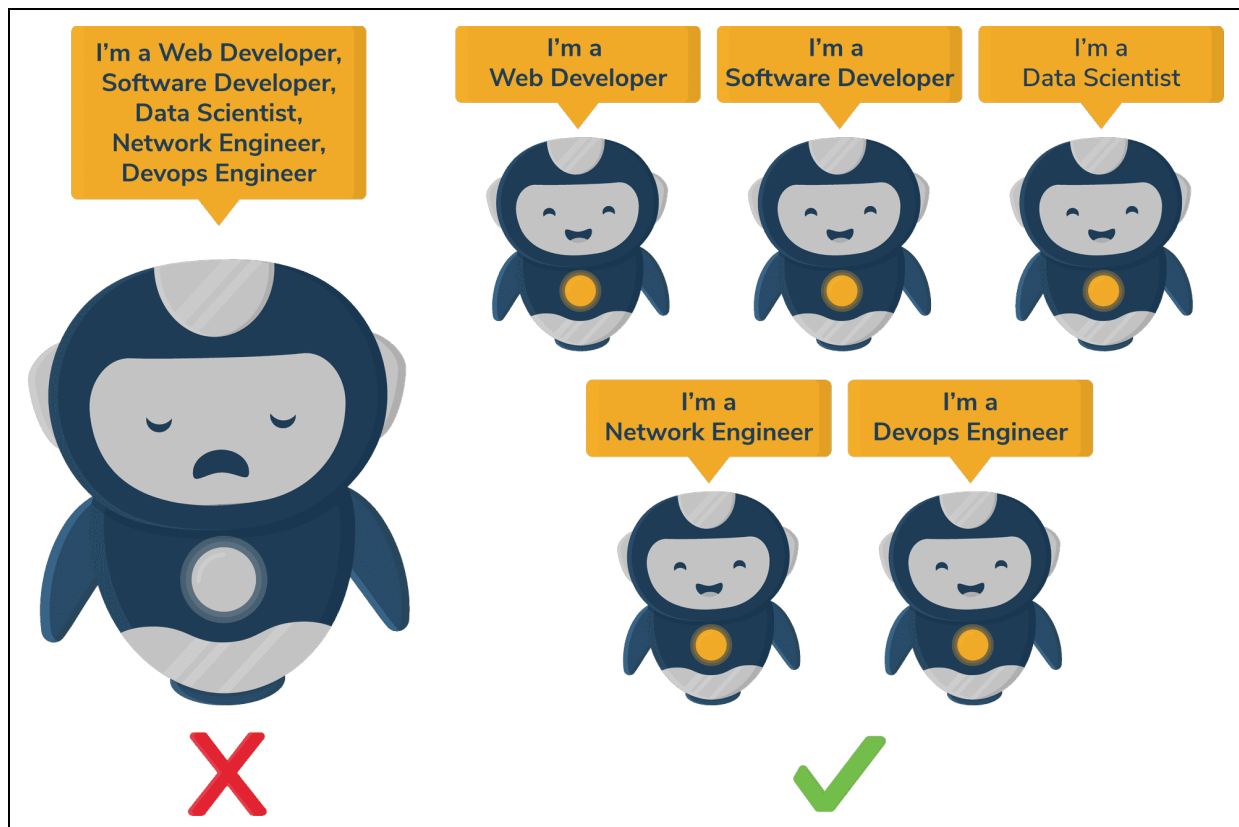 I’m a Web Developer,
Software Developer,
Data Scientist,
Network Engineer,
Devops Engineer
I’m a
Web Developer
I’m a
Software Developer
I’m a
Data Scientist
I’m a
Network Engineer
I’m a
Devops Engineer